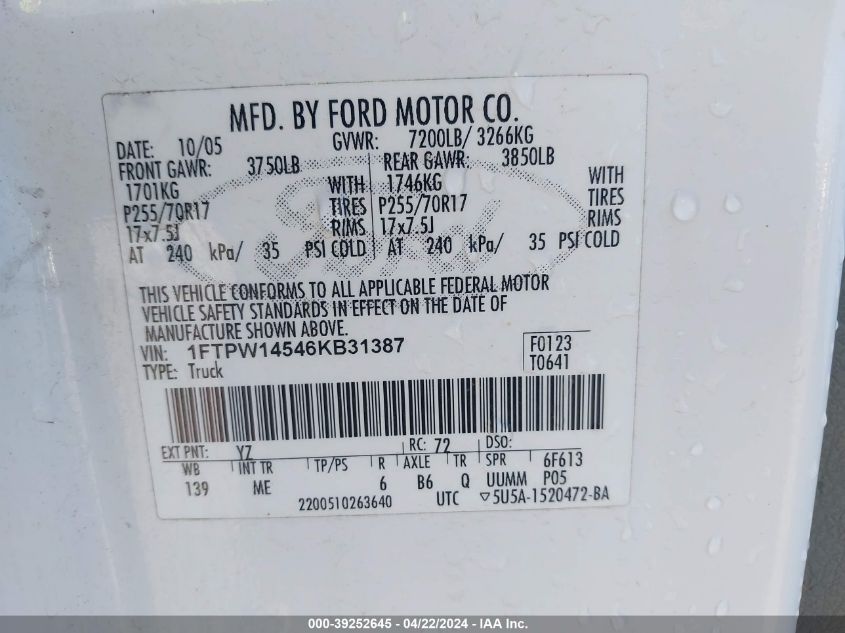 MFD. BY FORD MOTOR CO.
DATE: 10/05 GVWR: 7200LB/ 3266KG
FRONT GAWR: 3750LB REAR GAWR: 3850LB
1701KG WITH 1746KG WITH
P255/70R17 TIRES P255/70R17 TIRES
17x7.5J RIMS 17x7.5J RIMS
AT 240 kPa/ 35 PSI COLD AT 240 kPa/ 35 PSI COLD
THIS VEHICLE CONFORMS TO ALL APPLICABLE FEDERAL MOTOR
VEHICLE SAFETY STANDARDS IN EFFECT ON THE DATE OF
MANUFACTURE SHOWN ABOVE.
VIN: 1FTPW14546KB31387 F0123
TYPE: Truck T0641
EXT PNT: YZ RC: 72 DSO:
WB INT TR TP/PS R AXLE TR SPR 6F613
139 ME 6 B6 Q UUMM P05
2200510263640 UTC ▽5U5A-1520472-BA
000-39252645 - 04/22/2024 - IAA Inc.